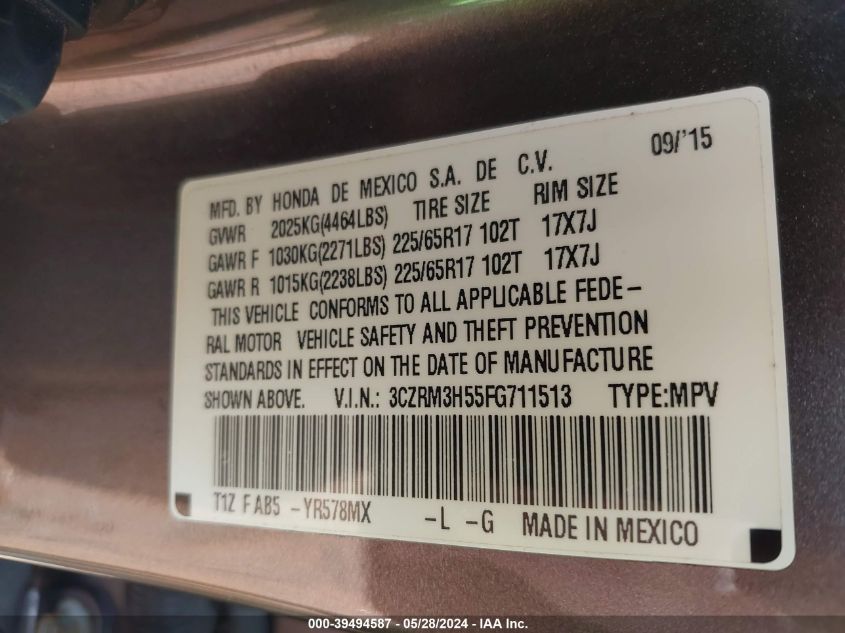 09/'15
MFD. BY HONDA DE MEXICO S.A. DE C.V.
GVWR 2025KG(4464LBS) TIRE SIZE RIM SIZE
GAWR F 1030KG(2271LBS) 225/65R17 102T 17X7J
GAWR R 1015KG(2238LBS) 225/65R17 102T 17X7J
THIS VEHICLE CONFORMS TO ALL APPLICABLE FEDE-
RAL MOTOR VEHICLE SAFETY AND THEFT PREVENTION
STANDARDS IN EFFECT ON THE DATE OF MANUFACTURE
SHOWN ABOVE. V.I.N.: 3CZRM3H55FG711513 TYPE:MPV
T1Z F AB5 -YR578MX -L -G MADE IN MEXICO
000-39494587 - 05/28/2024 - IAA Inc.